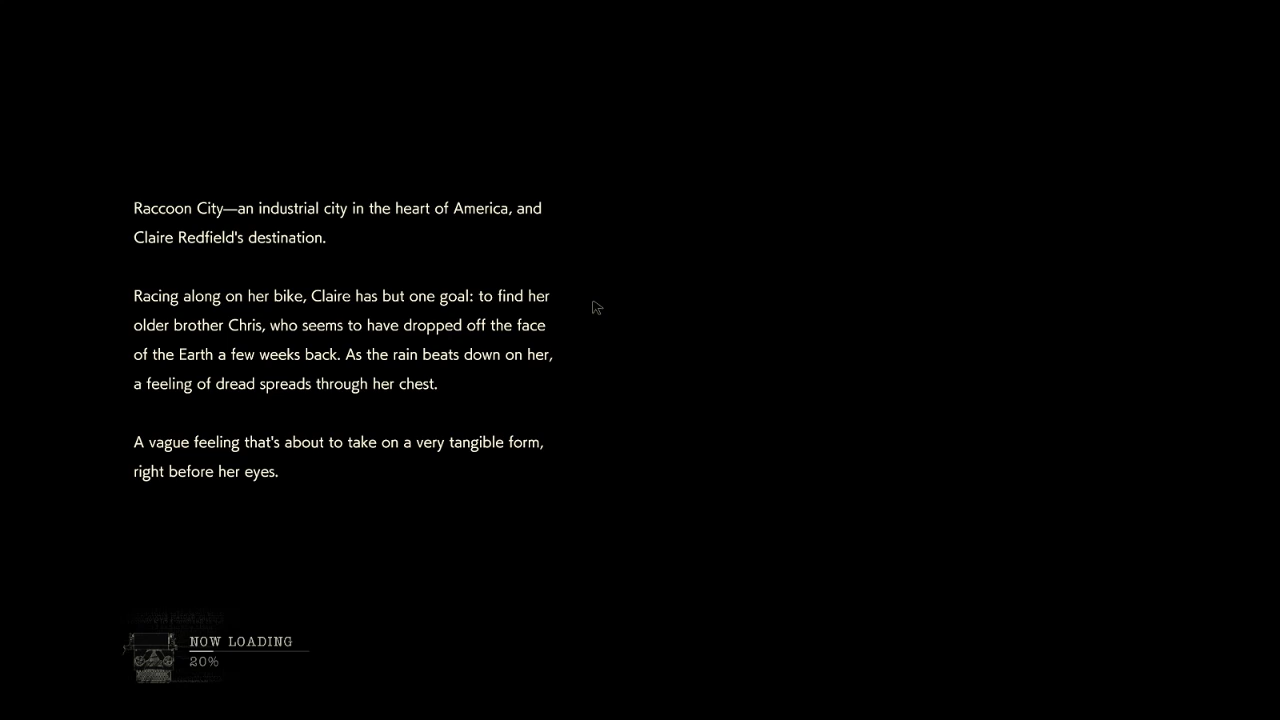 Raccoon City—an industrial city in the heart of America, and
Claire Redfield's destination.
Racing along on her bike, Claire has but one goal: to find her
older brother Chris, who seems to have dropped off the face
of the Earth a few weeks back. As the rain beats down on her,
a feeling of dread spreads through her chest.
A vague feeling that's about to take on a very tangible form,
right before her eyes.
NOW LOADING
20%